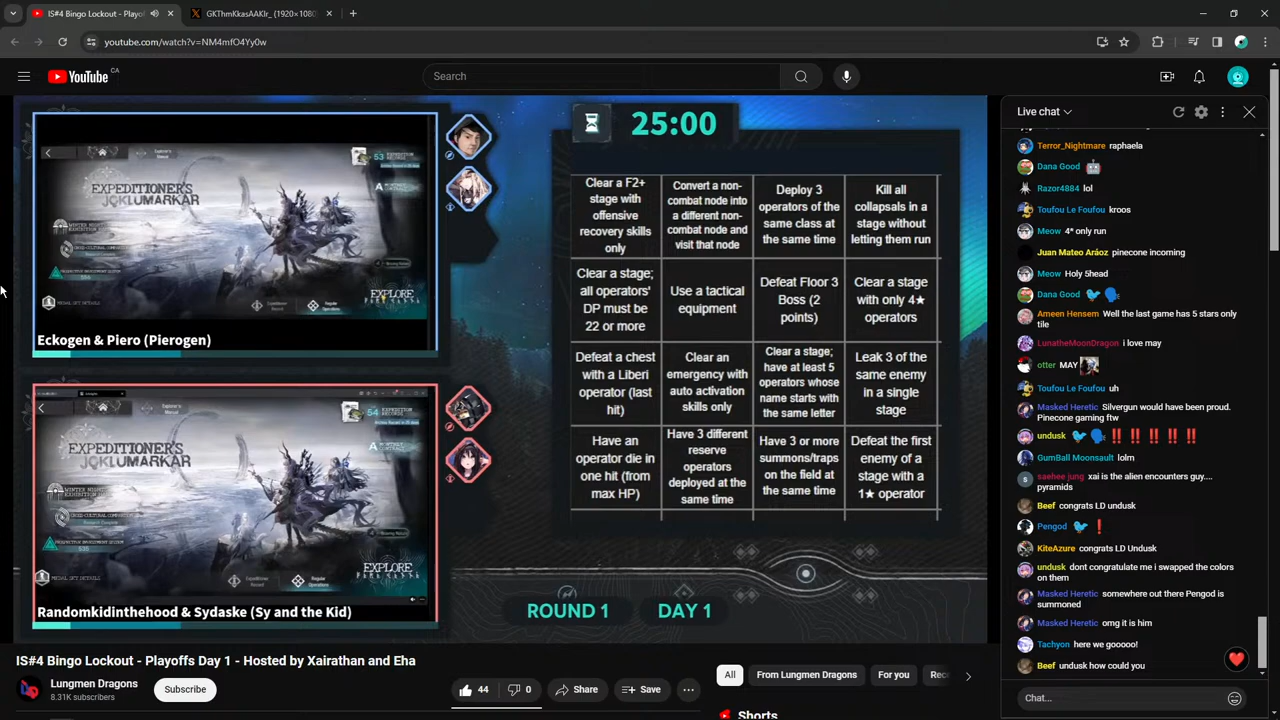 IS#4 Bingo Lockout - Playof
GKThmKkasAAKlr_ (1920×1080)
youtube.com/watch?v=NM4mfO4Yy0w
YouTube CA
Search
25:00
EXPEDITIONER'S
JOKLUMARKAR
EXPLORE
Eckogen & Piero (Pierogen)
EXPEDITIONER'S
JOKLUMARKAR
EXPLORE
Randomkidinthehood & Sydaske (Sy and the Kid)
Clear a F2+
stage with
offensive
recovery skills
only
Convert a non-
combat node into
a different non-
combat node and
visit that node
Deploy 3
operators of the
same class at
the same time
Kill all
collapsals in a
stage without
letting them run
Clear a stage;
all operators'
DP must be
22 or more
Use a tactical
equipment
Defeat Floor 3
Boss (2
points)
Clear a stage
with only 4★
operators
Defeat a chest
with a Liberi
operator (last
hit)
Clear an
emergency with
auto activation
skills only
Clear a stage;
have at least 5
operators whose
name starts with
the same letter
Leak 3 of the
same enemy
in a single
stage
Have an
operator die in
one hit (from
max HP)
Have 3 different
reserve
operators
deployed at the
same time
Have 3 or more
summons/traps
on the field at
the same time
Defeat the first
enemy of a
stage with a
1★ operator
ROUND 1 DAY 1
IS#4 Bingo Lockout - Playoffs Day 1 - Hosted by Xairathan and Eha
Lungmen Dragons
8.31K subscribers
Subscribe
44
0
Share
Save
All
From Lungmen Dragons
For you
Rec
Shorts
Live chat
Terror_Nightmare raphaela
Dana Good
Razor4884 lol
Toufou Le Foufou kroos
Meow 4* only run
Juan Mateo Aráoz pinecone incoming
Meow Holy 5head
Dana Good
Ameen Hensem Well the last game has 5 stars only
tile
LunatheMoonDragon i love may
otter MAY
Toufou Le Foufou uh
Masked Heretic Silvergun would have been proud.
Pinecone gaming ftw
undusk
GumBall Moonsault lolrn
saehee jung xai is the alien encounters guy....
pyramids
Beef congrats LD undusk
Pengod
KiteAzure congrats LD Undusk
undusk dont congratulate me i swapped the colors
on them
Masked Heretic somewhere out there Pengod is
summoned
Masked Heretic omg it is him
Tachyon here we gooooo!
Beef undusk how could you
Chat...